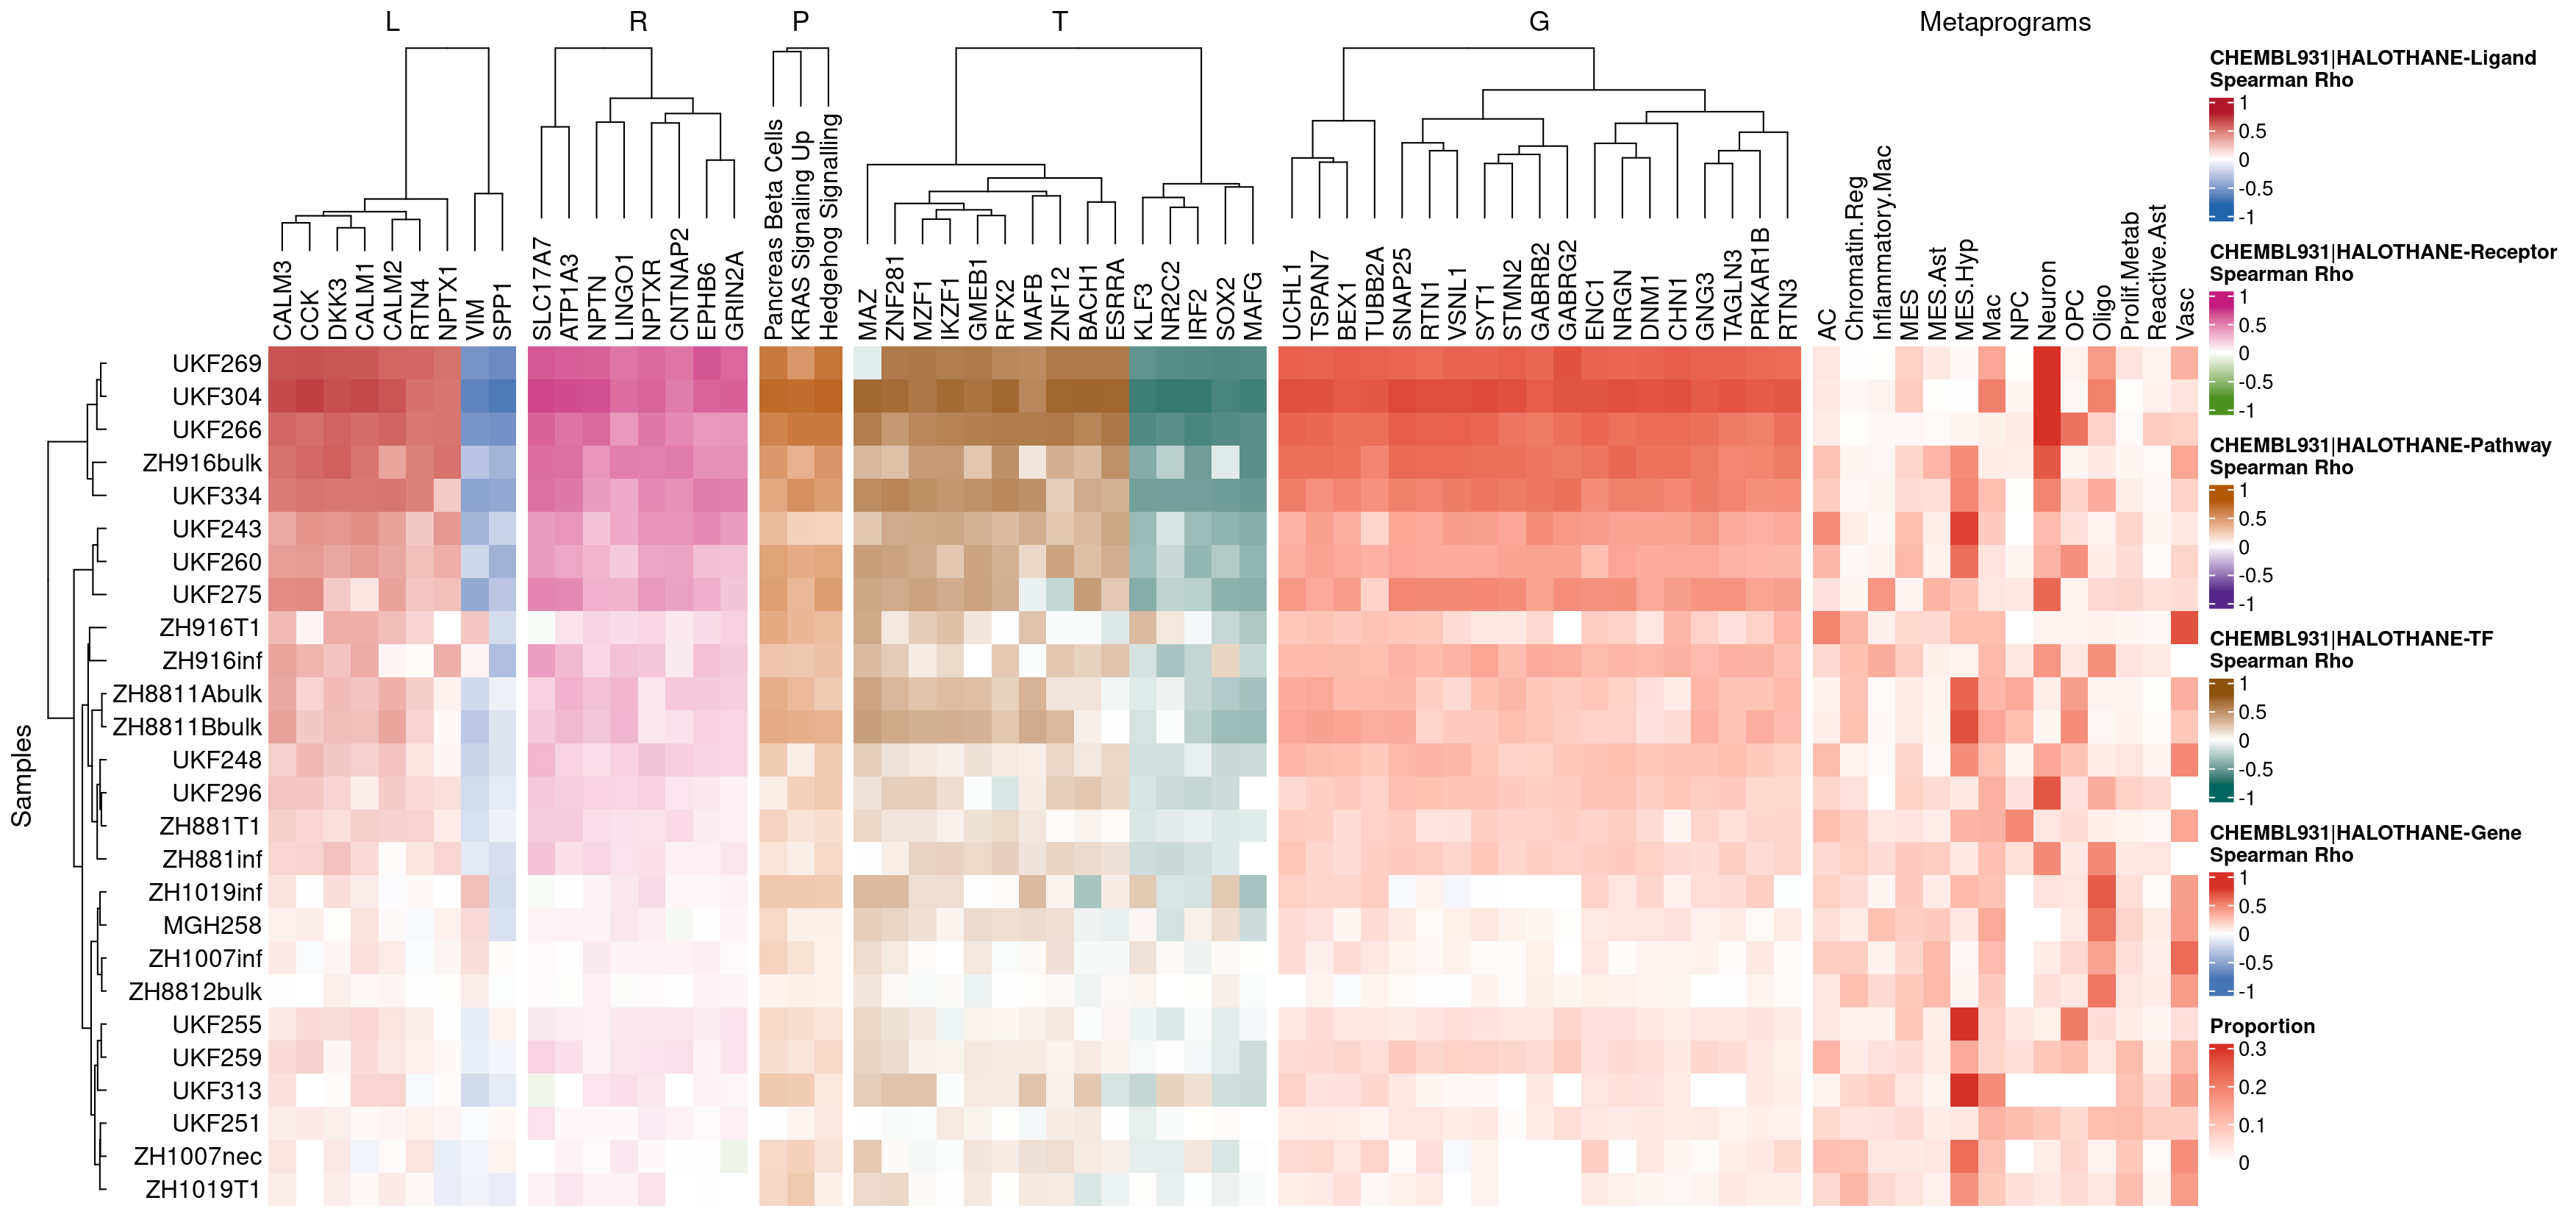 L R P T G Metaprograms
CALM3
CCK
DKK3
CALM1
CALM2
RTN4
NPTX1
VIM
SPP1
SLC17A7
ATP1A3
NPTN
LINGO1
NPTXR
CNTNAP2
EPHB6
GRIN2A
Pancreas Beta Cells
KRAS Signaling Up
Hedgehog Signalling
MAZ
ZNF281
MZF1
IKZF1
GMEB1
RFX2
MAFB
ZNF12
BACH1
ESRRA
KLF3
NR2C2
IRF2
SOX2
MAFG
UCHL1
TSPAN7
BEX1
TUBB2A
SNAP25
RTN1
VSNL1
SYT1
STMN2
GABRB2
GABRG2
ENC1
NRGN
DNM1
CHN1
GNG3
TAGLN3
PRKAR1B
RTN3
AC
Chromatin.Reg
Inflammatory.Mac
MES
MES.Ast
MES.Hyp
Mac
NPC
Neuron
OPC
Oligo
Prolif.Metab
Reactive.Ast
Vasc
Samples
UKF269
UKF304
UKF266
ZH916bulk
UKF334
UKF243
UKF260
UKF275
ZH916T1
ZH916inf
ZH8811Abulk
ZH8811Bbulk
UKF248
UKF296
ZH881T1
ZH881inf
ZH1019inf
MGH258
ZH1007inf
ZH8812bulk
UKF255
UKF259
UKF313
UKF251
ZH1007nec
ZH1019T1
CHEMBL931|HALOTHANE-Ligand
Spearman Rho
1
0.5
0
-0.5
-1
CHEMBL931|HALOTHANE-Receptor
Spearman Rho
1
0.5
0
-0.5
-1
CHEMBL931|HALOTHANE-Pathway
Spearman Rho
1
0.5
0
-0.5
-1
CHEMBL931|HALOTHANE-TF
Spearman Rho
1
0.5
0
-0.5
-1
CHEMBL931|HALOTHANE-Gene
Spearman Rho
1
0.5
0
-0.5
-1
Proportion
0.3
0.2
0.1
0